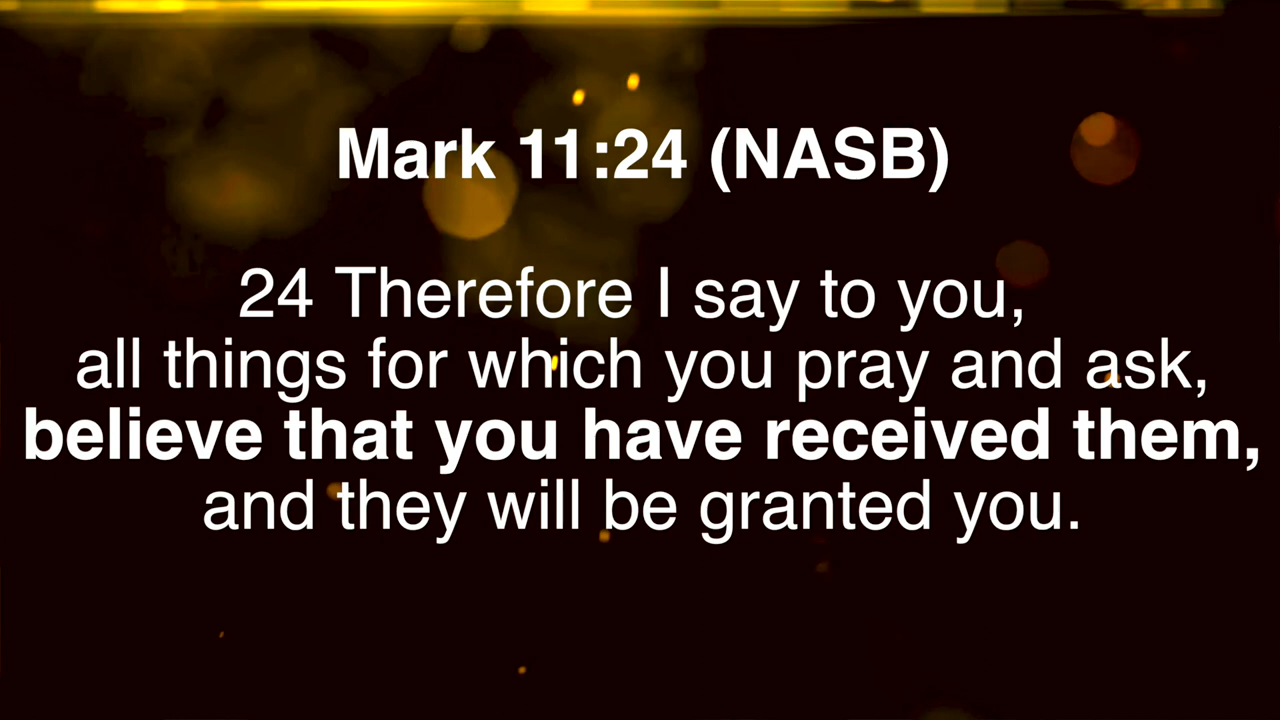 Mark 11:24 (NASB)
24 Therefore I say to you,
all things for which you pray and ask,
believe that you have received them,
and they will be granted you.